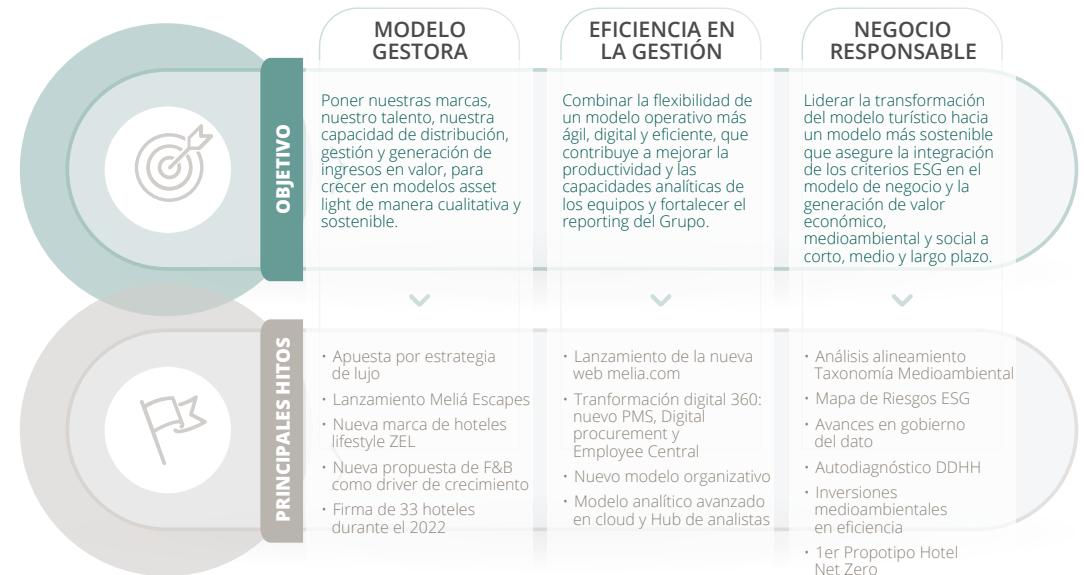 MODELO
GESTORA
EFICIENCIA EN
LA GESTIÓN
NEGOCIO
RESPONSABLE
OBJETIVO
Poner nuestras marcas,
nuestro talento, nuestra
capacidad de distribución,
gestión y generación de
ingresos en valor, para
crecer en modelos asset
light de manera cualitativa y
sostenible.
Combinar la flexibilidad de
un modelo operativo más
ágil, digital y eficiente, que
contribuye a mejorar la
productividad y las
capacidades analíticas de
los equipos y fortalecer el
reporting del Grupo.
Liderar la transformación
del modelo turístico hacia
un modelo más sostenible
que asegure la integración
de los criterios ESG en el
modelo de negocio y la
generación de valor
económico,
medioambiental y social a
corto, medio y largo plazo.
PRINCIPALES HITOS
· Apuesta por estrategia
de lujo
· Lanzamiento Meliá Escapes
· Nueva marca de hoteles
lifestyle ZEL
· Nueva propuesta de F&B
como driver de crecimiento
· Firma de 33 hoteles
durante el 2022
· Lanzamiento de la nueva
web melia.com
· Tranformación digital 360:
nuevo PMS, Digital
procurement y
Employee Central
· Nuevo modelo organizativo
· Modelo analítico avanzado
en cloud y Hub de analistas
· Análisis alineamiento
Taxonomía Medioambiental
· Mapa de Riesgos ESG
· Avances en gobierno
del dato
· Autodiagnóstico DDHH
· Inversiones
medioambientales
en eficiencia
· 1er Propotipo Hotel
Net Zero